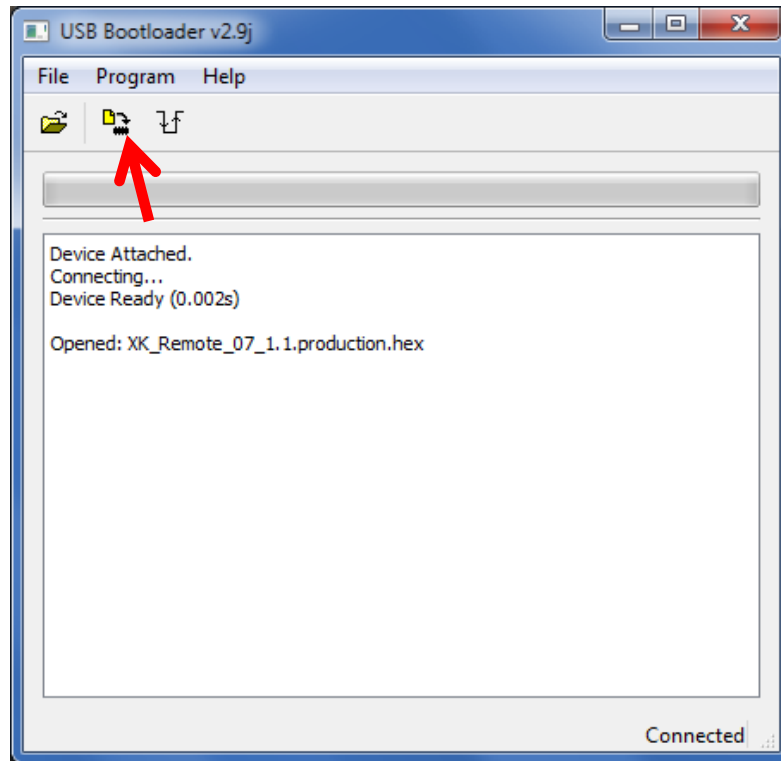 USB Bootloader v2.9j
File Program Help
Device Attached.
Connecting...
Device Ready (0.002s)
Opened: XK_Remote_07_1.1.production.hex
Connected